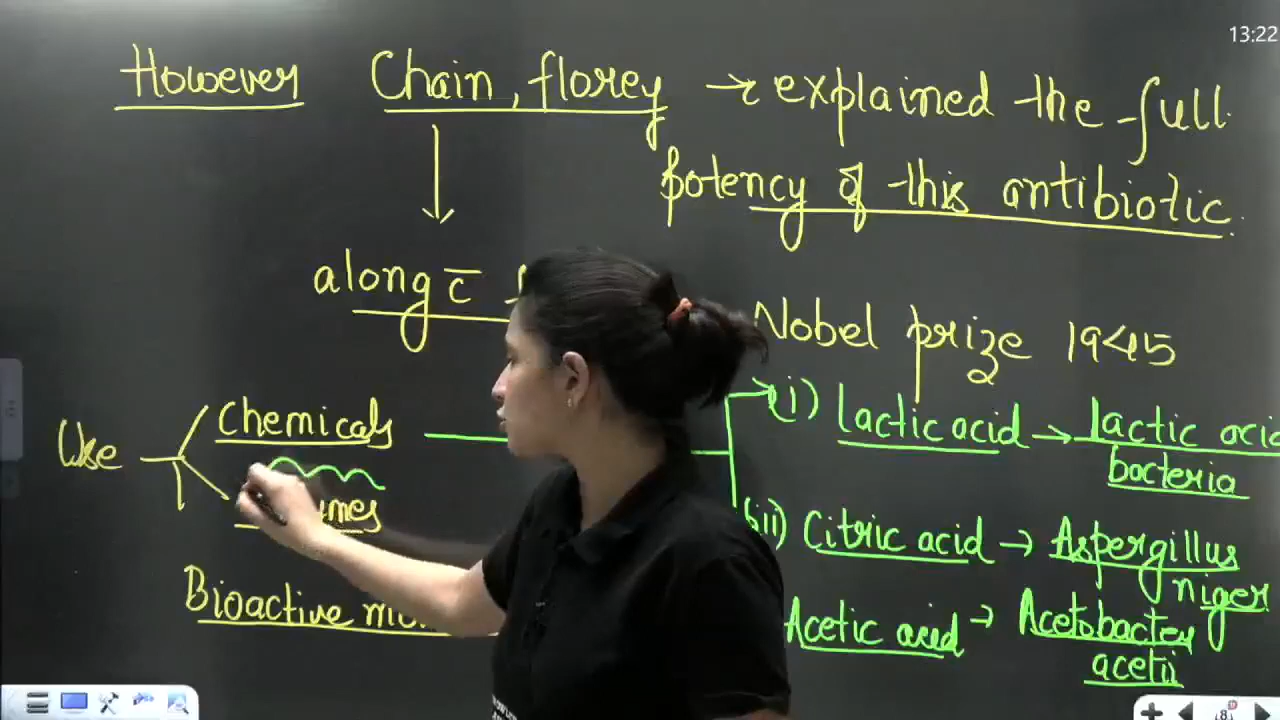 13:22
However Chain, florey → explained the full
potency of this antibiotic.
along c̅
Nobel prize 1945
Use
Chemicals
i) Lactic acid → lactic acid
bacteria
ii) Citric acid → Aspergillus
niger
Bioactive
Acetic acid → Acetobacter
aceti
8